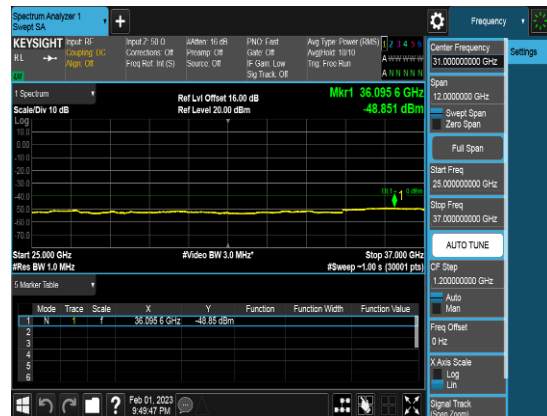 Spectrum Analyzer 1
Swept SA
Frequency
KEYSIGHT
RL
Input: RF
Coupling: DC
Align: Off
Input Z: 50 Ω
Corrections: Off
Freq Ref: Int (S)
#Atten: 16 dB
Preamp: Off
Source: Off
PNO: Fast
Gate: Off
IF Gain: Low
Sig Track: Off
Avg Type: Power (RMS)
Avg|Hold: 10/10
Trig: Free Run
1 2 3 4 5 6
A W W W W W
A N N N N N
1 Spectrum
Scale/Div 10 dB
Ref Lvl Offset 16.00 dB
Ref Level 20.00 dBm
Mkr1 36.095 6 GHz
-48.851 dBm
Log
10.0
0.00
-10.0
-20.0
-30.0
-40.0
-50.0
-60.0
-70.0
1
Start 25.000 GHz
#Res BW 1.0 MHz
#Video BW 3.0 MHz*
Stop 37.000 GHz
#Sweep ~1.00 s (30001 pts)
5 Marker Table
Mode Trace Scale X Y Function Function Width Function Value
1 N 1 f 36.095 6 GHz -48.85 dBm
2
3
4
5
6
Feb 01, 2023
9:49:47 PM
Center Frequency
31.000000000 GHz
Settings
Span
12.0000000 GHz
Swept Span
Zero Span
Full Span
Start Freq
25.000000000 GHz
Stop Freq
37.000000000 GHz
AUTO TUNE
CF Step
1.200000000 GHz
Auto
Man
Freq Offset
0 Hz
X Axis Scale
Log
Lin
Signal Track
(Span Zoom)